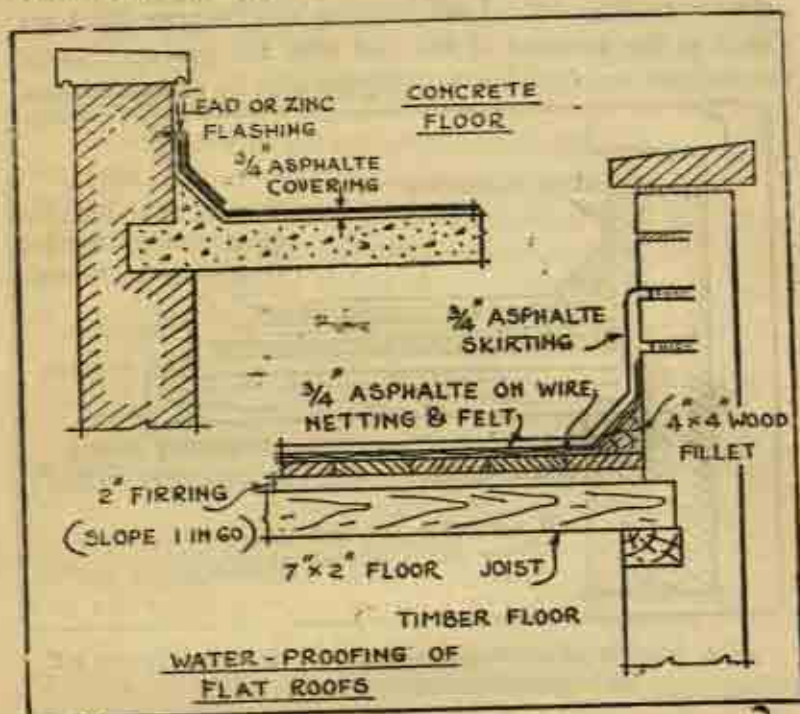 LEAD OR ZINC
FLASHING
3/4" ASPHALTE
COVERING
CONCRETE
FLOOR
3/4" ASPHALTE
SKIRTING
3/4" ASPHALTE ON WIRE
NETTING & FELT
4" x 4" WOOD
FILLET
2" FIRRING
(SLOPE 1 IN 60)
7" x 2" FLOOR JOIST
TIMBER FLOOR
WATER-PROOFING OF
FLAT ROOFS